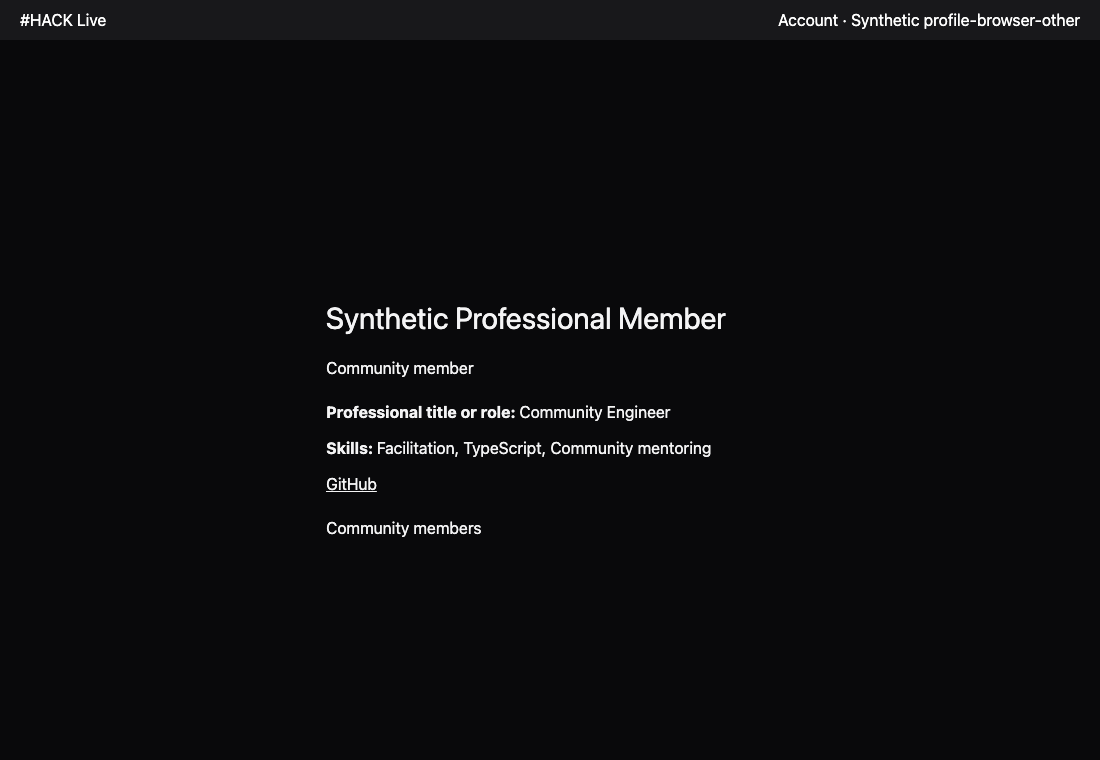 #HACK Live
Account · Synthetic profile-browser-other
Synthetic Professional Member
Community member
Professional title or role: Community Engineer
Skills: Facilitation, TypeScript, Community mentoring
GitHub
Community members